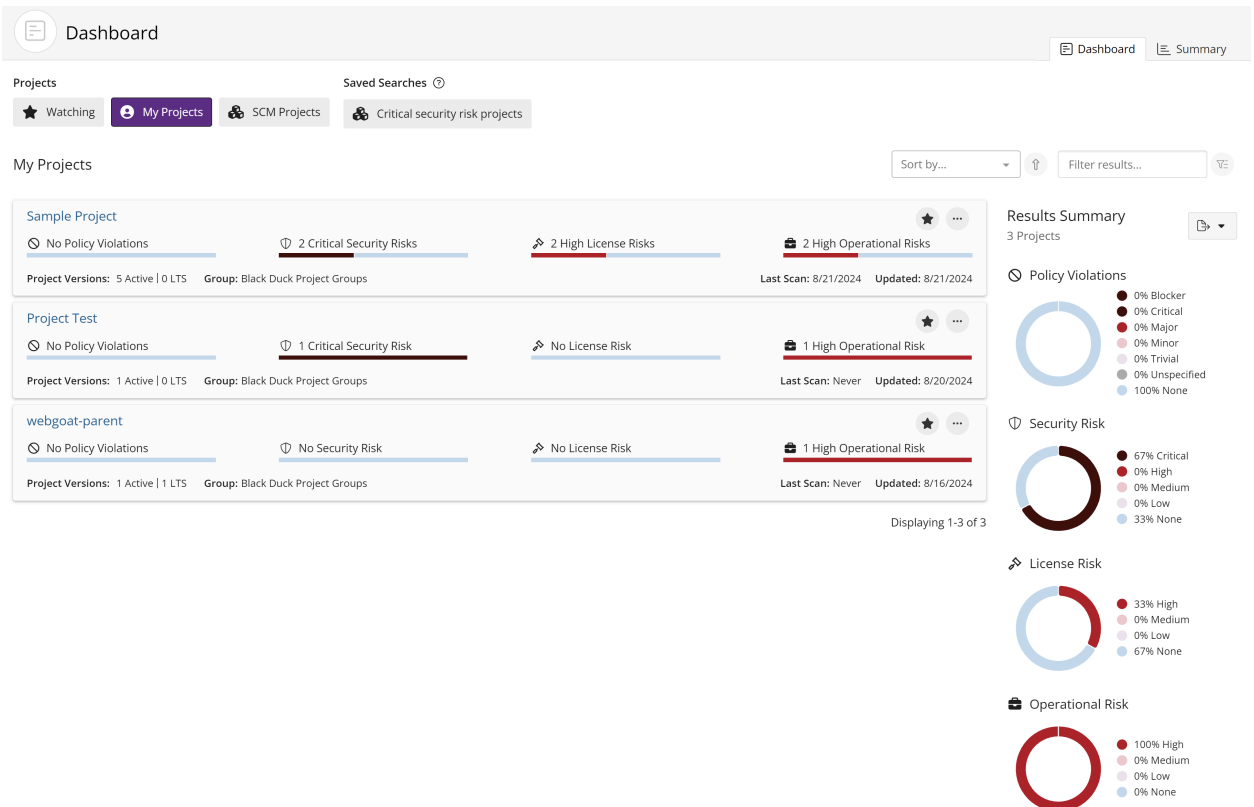 Dashboard
Dashboard Summary
Projects Saved Searches
Watching My Projects SCM Projects Critical security risk projects
My Projects Sort by... Filter results...
Sample Project
No Policy Violations 2 Critical Security Risks 2 High License Risks 2 High Operational Risks
Project Versions: 5 Active | 0 LTS Group: Black Duck Project Groups Last Scan: 8/21/2024 Updated: 8/21/2024
Project Test
No Policy Violations 1 Critical Security Risk No License Risk 1 High Operational Risk
Project Versions: 1 Active | 0 LTS Group: Black Duck Project Groups Last Scan: Never Updated: 8/20/2024
webgoat-parent
No Policy Violations No Security Risk No License Risk 1 High Operational Risk
Project Versions: 1 Active | 1 LTS Group: Black Duck Project Groups Last Scan: Never Updated: 8/16/2024
Displaying 1-3 of 3
Results Summary
3 Projects
Policy Violations
0% Blocker
0% Critical
0% Major
0% Minor
0% Trivial
0% Unspecified
100% None
Security Risk
67% Critical
0% High
0% Medium
0% Low
33% None
License Risk
33% High
0% Medium
0% Low
67% None
Operational Risk
100% High
0% Medium
0% Low
0% None